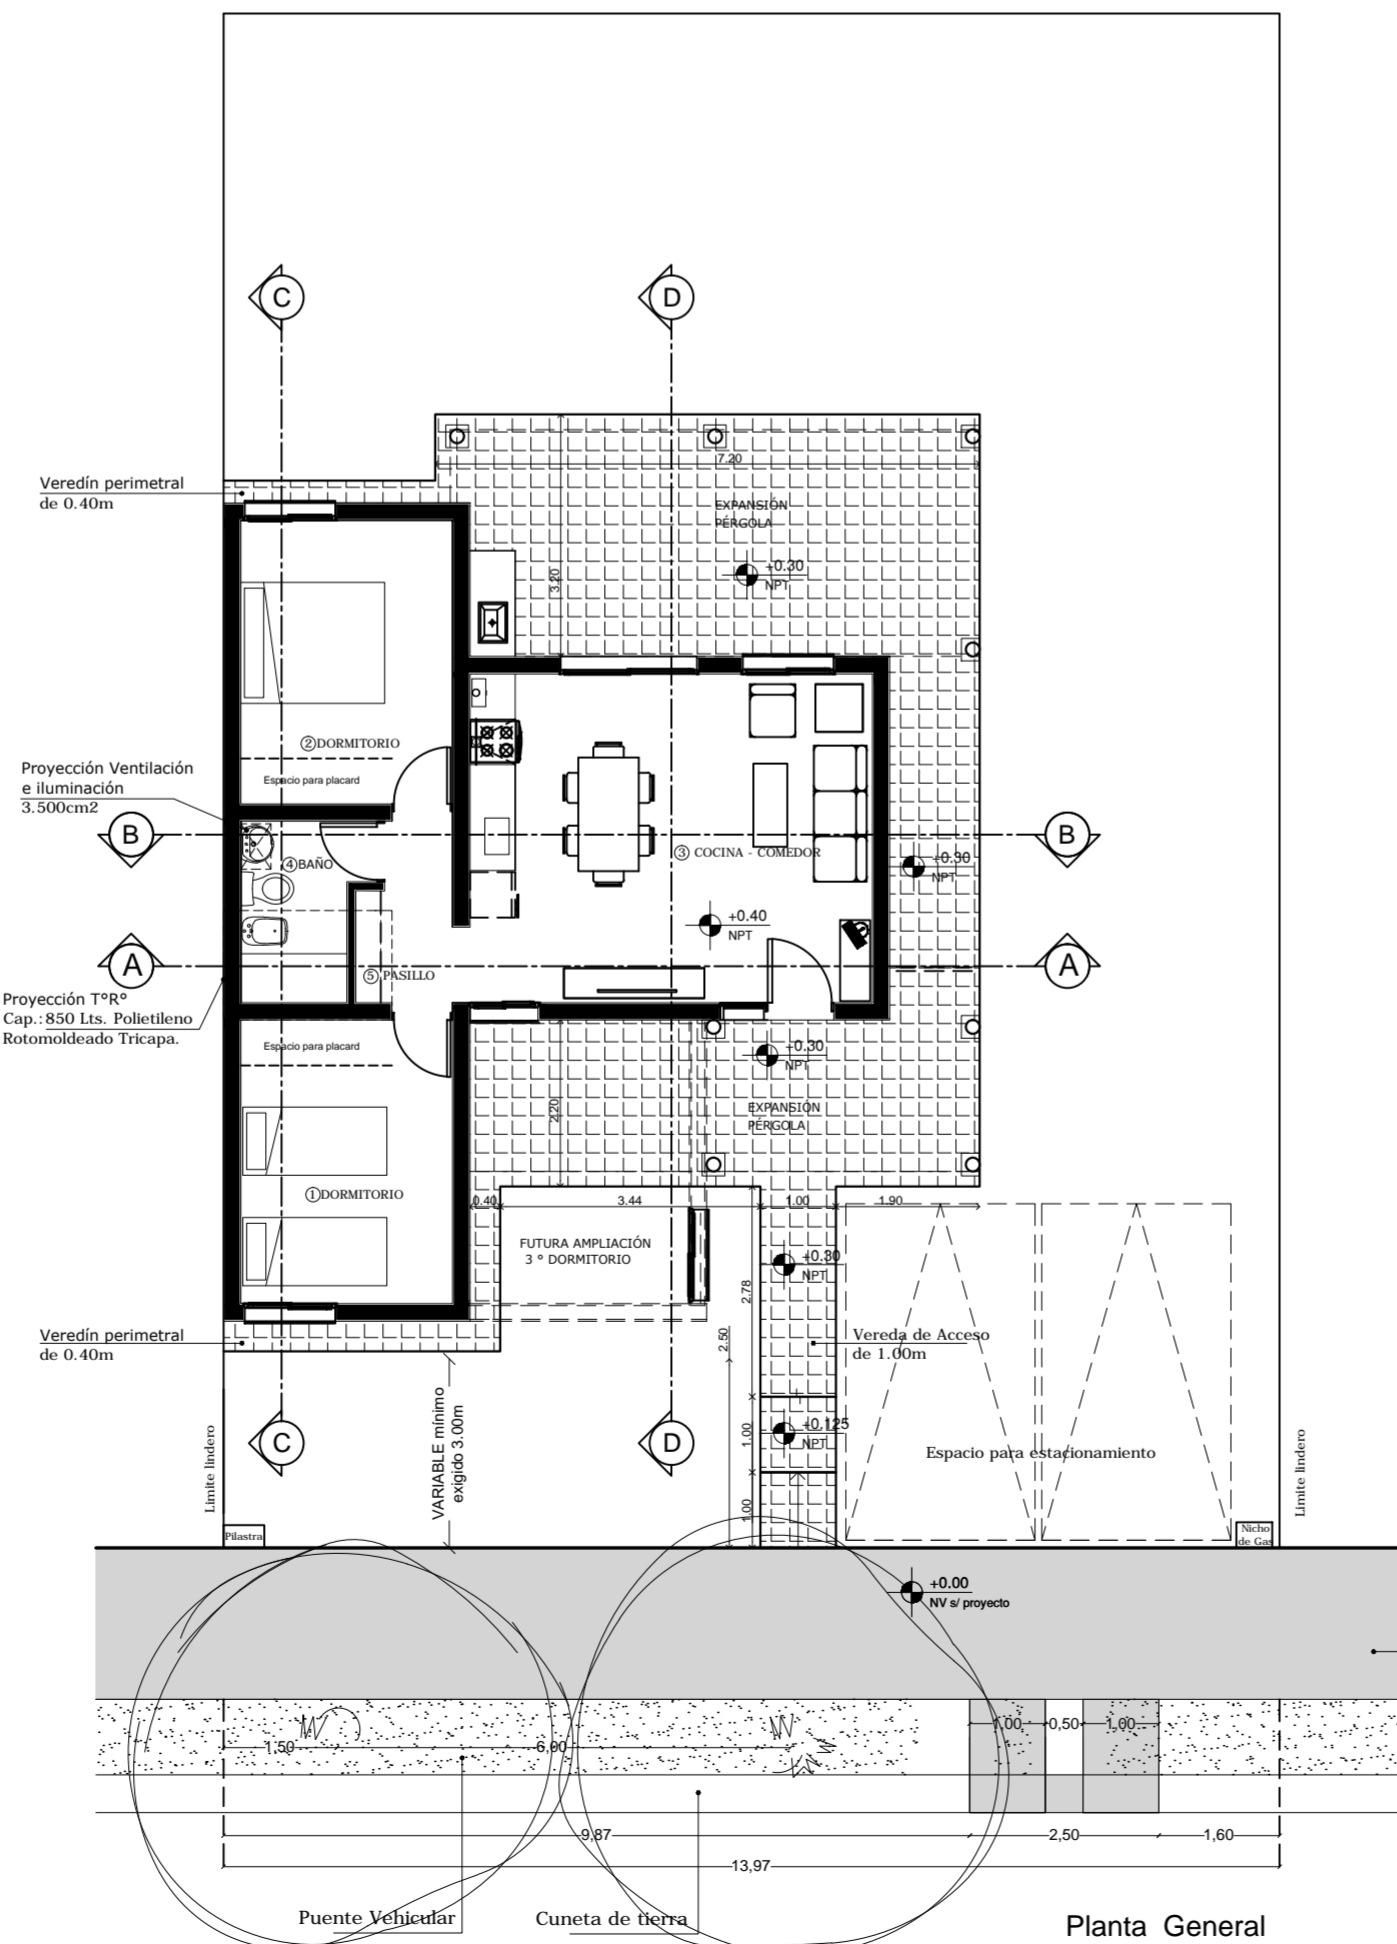 C
D
Veredín perimetral
de 0.40m
7.20
EXPANSIÓN
PÉRGOLA
+0.30
NPT
3.20
②DORMITORIO
Espacio para placard
Proyección Ventilación
e iluminación
3.500cm2
B
B
④BAÑO
③ COCINA - COMEDOR
+0.30
NPT
+0.40
NPT
A
A
⑤ PASILLO
Proyección T°R°
Cap.:850 Lts. Polietileno
Rotomoldeado Tricapa.
Espacio para placard
+0.30
NPT
2.20
EXPANSIÓN
PÉRGOLA
①DORMITORIO
0.40
3.44
1.00
1.90
FUTURA AMPLIACIÓN
3 ° DORMITORIO
+0.30
NPT
2.78
2.50
Veredín perimetral
de 0.40m
Vereda de Acceso
de 1.00m
VARIABLE mínimo
exigido 3.00m
C
D
+0.125
NPT
1.00
1.00
Espacio para estacionamiento
Limite lindero
Limite lindero
Pilastra
Nicho
de Gas
+0.00
NV s/ proyecto
1,50
6,00
1,00
0,50
1,00
9,87
2,50
1,60
13,97
Puente Vehicular
Cuneta de tierra
Planta General